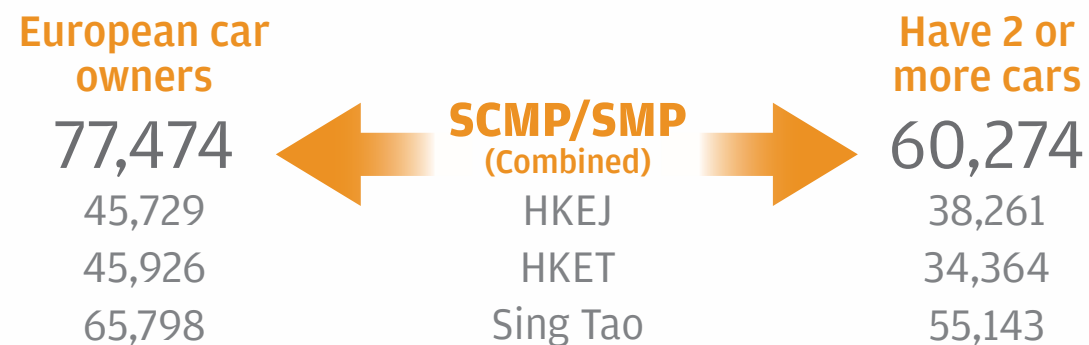 European car
owners
Have 2 or
more cars
77,474
SCMP/SMP
(Combined)
60,274
45,729
HKEJ
38,261
45,926
HKET
34,364
65,798
Sing Tao
55,143